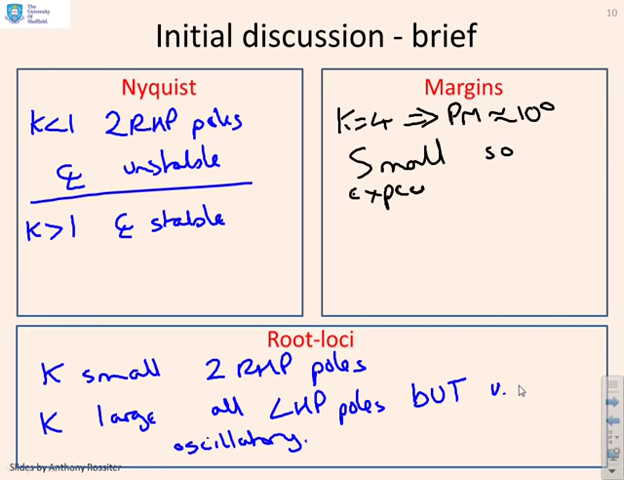 The
University
Of
Sheffield.
10
Initial discussion - brief
Nyquist
K<1 2 RHP poles
CL unstable
K>1 CL stable
Margins
K=4 ⇒ PM≈10°
Small so
expec
Root-loci
K small 2 RHP poles
K large all LHP poles BUT v.
oscillatory.
Slides by Anthony Rossiter